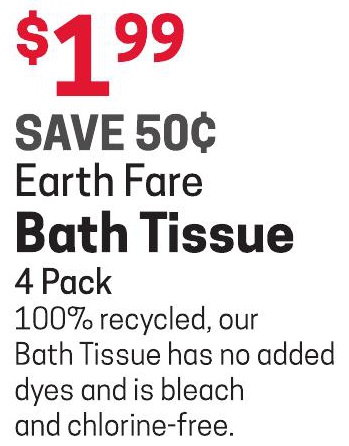 $1.99
SAVE 50¢
Earth Fare
Bath Tissue
4 Pack
100% recycled, our
Bath Tissue has no added
dyes and is bleach
and chlorine-free.